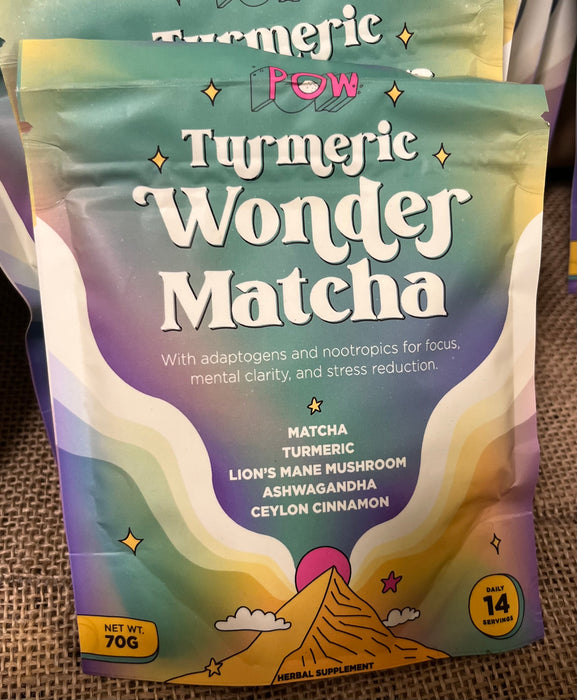 Turmeric
POW
Turmeric
Wonder
Matcha
With adaptogens and nootropics for focus,
mental clarity, and stress reduction.
MATCHA
TURMERIC
LION'S MANE MUSHROOM
ASHWAGANDHA
CEYLON CINNAMON
NET WT.
70G
DAILY
14
SERVINGS
HERBAL SUPPLEMENT